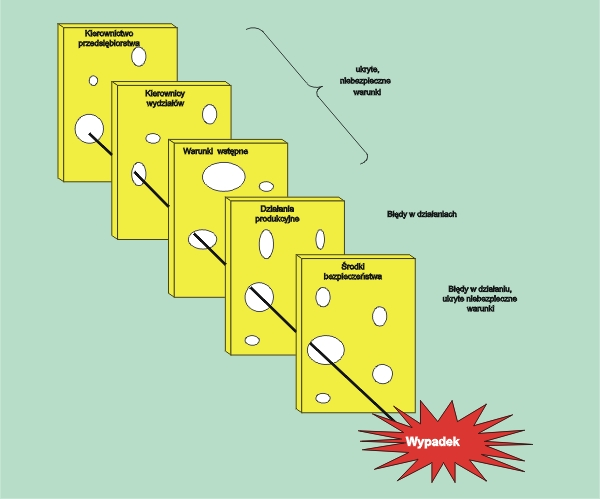 Kierownictwo
przedsiębiorstwa
Kierownicy
wydziałów
Warunki wstępne
Działania
produkcyjne
Środki
bezpieczeństwa
ukryte,
niebezpieczne
warunki
Błędy w działaniach
Błędy w działaniu,
ukryte niebezpieczne
warunki
Wypadek